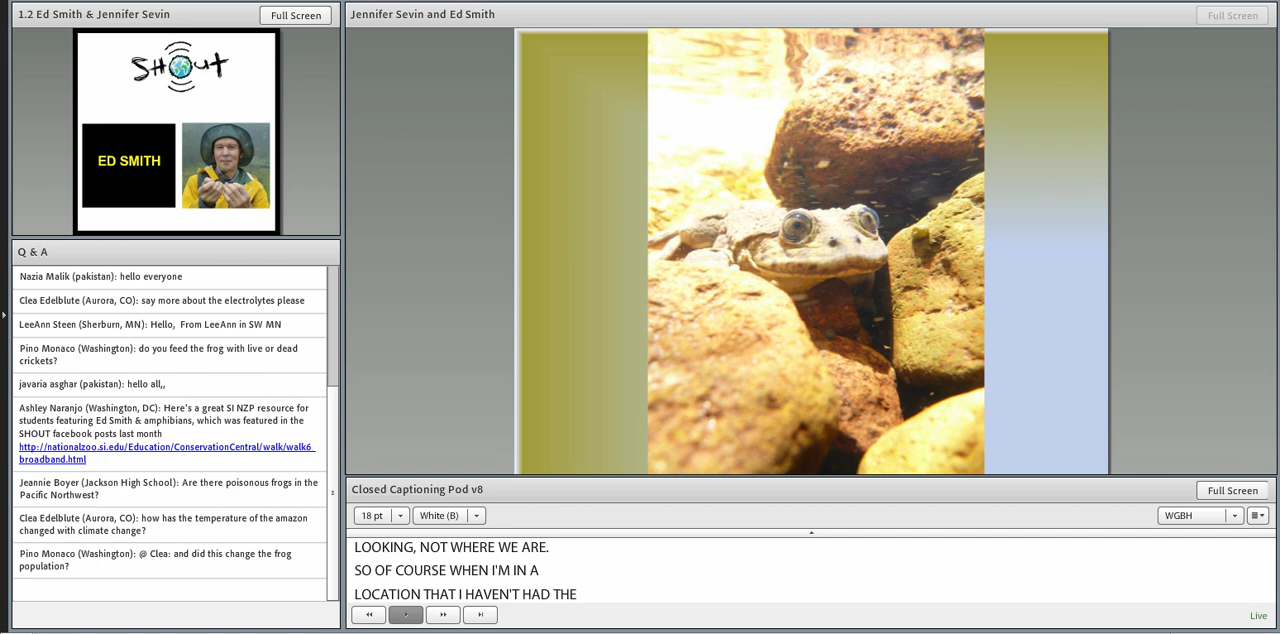 1.2 Ed Smith & Jennifer Sevin
Full Screen
SHOUT
ED SMITH
Q & A
Nazia Malik (pakistan): hello everyone
Clea Edelblute (Aurora, CO): say more about the electrolytes please
LeeAnn Steen (Sherburn, MN): Hello, From LeeAnn in SW MN
Pino Monaco (Washington): do you feed the frog with live or dead
crickets?
javaria asghar (pakistan): hello all,,
Ashley Naranjo (Washington, DC): Here's a great SI NZP resource for
students featuring Ed Smith & amphibians, which was featured in the
SHOUT facebook posts last month
http://nationalzoo.si.edu/Education/ConservationCentral/walk/walk6_
broadband.html
Jeannie Boyer (Jackson High School): Are there poisonous frogs in the
Pacific Northwest?
Clea Edelblute (Aurora, CO): how has the temperature of the amazon
changed with climate change?
Pino Monaco (Washington): @ Clea: and did this change the frog
population?
Jennifer Sevin and Ed Smith
Full Screen
Closed Captioning Pod v8
Full Screen
18 pt
White (B)
WGBH
LOOKING, NOT WHERE WE ARE.
SO OF COURSE WHEN I'M IN A
LOCATION THAT I HAVEN'T HAD THE
Live